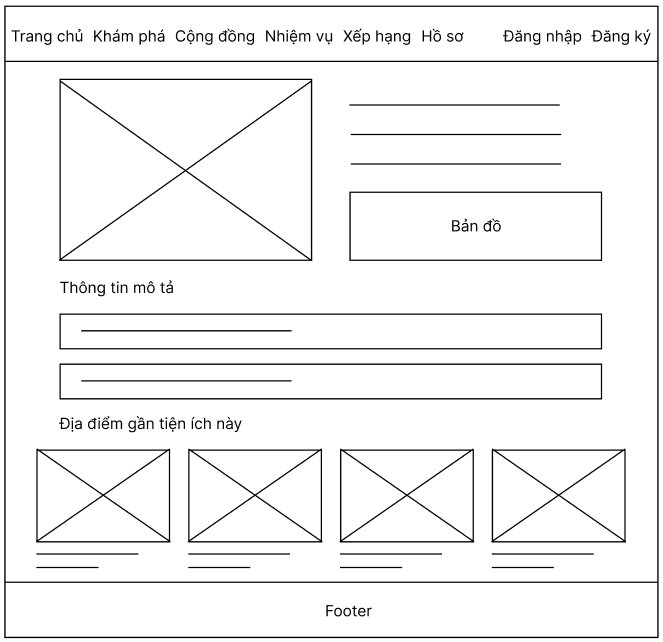 Trang chủ Khám phá Cộng đồng Nhiệm vụ Xếp hạng Hồ sơ Đăng nhập Đăng ký
Bản đồ
Thông tin mô tả
Địa điểm gần tiện ích này
Footer